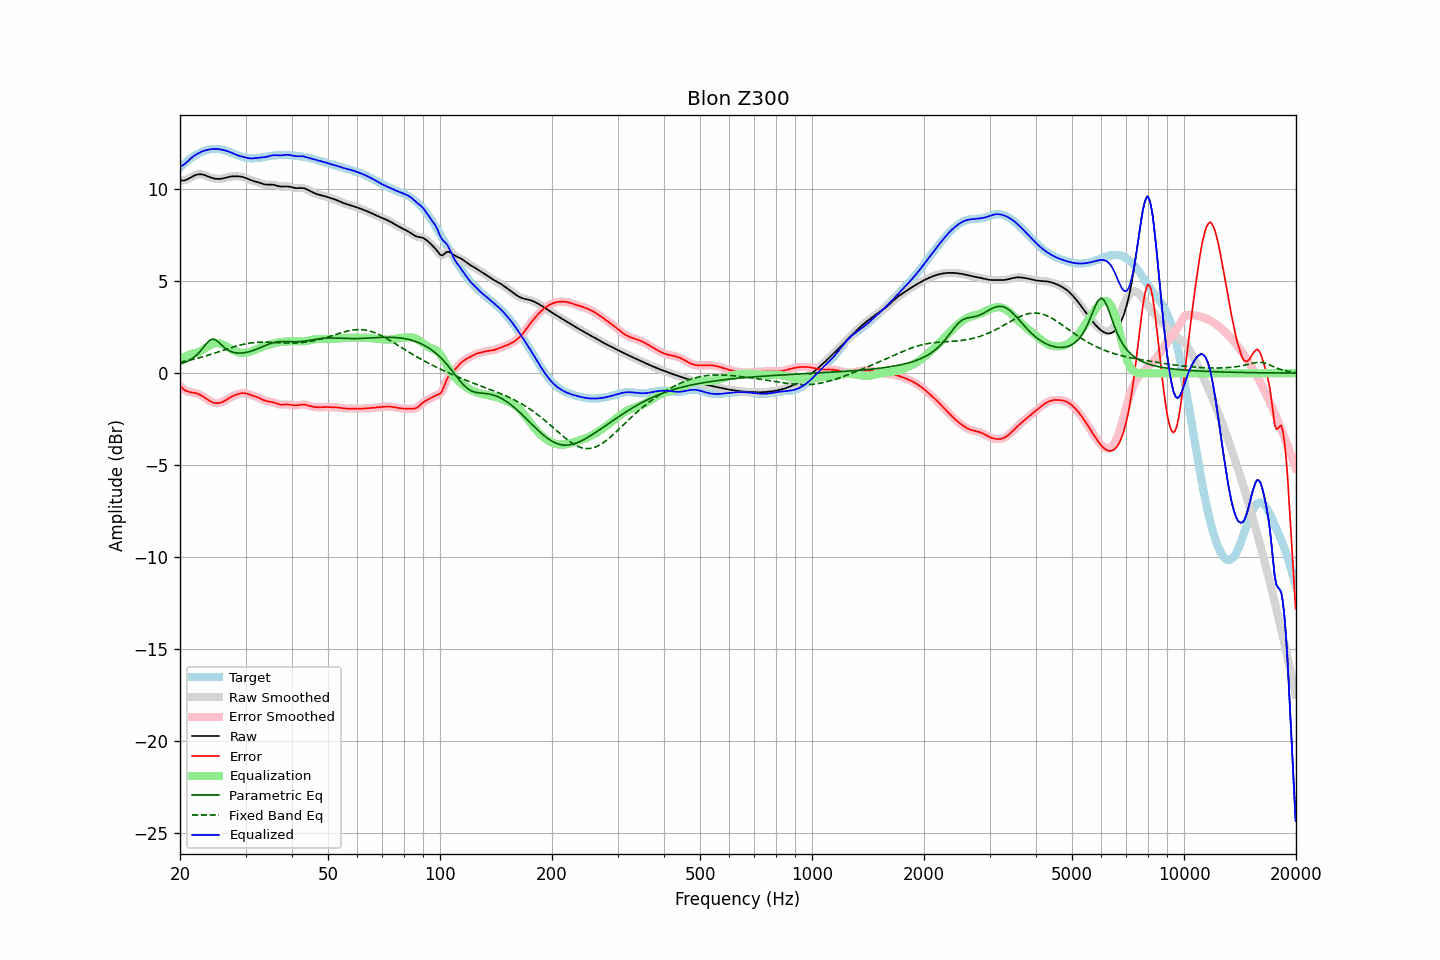 Blon Z300
Amplitude (dBr)
10
5
0
−5
−10
−15
−20
−25
Target
Raw Smoothed
Error Smoothed
Raw
Error
Equalization
Parametric Eq
Fixed Band Eq
Equalized
20 50 100 200 500 1000 2000 5000 10000 20000
Frequency (Hz)